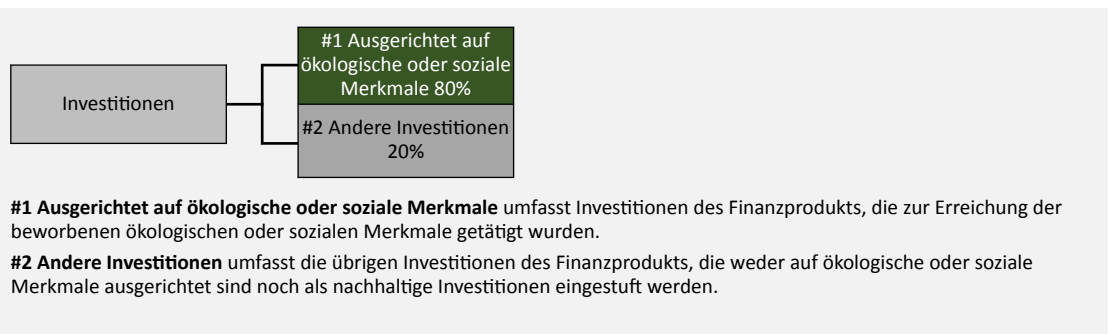 #1 Ausgerichtet auf
ökologische oder soziale
Merkmale 80%
Investitionen
#2 Andere Investitionen
20%
#1 Ausgerichtet auf ökologische oder soziale Merkmale umfasst Investitionen des Finanzprodukts, die zur Erreichung der
beworbenen ökologischen oder sozialen Merkmale getätigt wurden.
#2 Andere Investitionen umfasst die übrigen Investitionen des Finanzprodukts, die weder auf ökologische oder soziale
Merkmale ausgerichtet sind noch als nachhaltige Investitionen eingestuft werden.